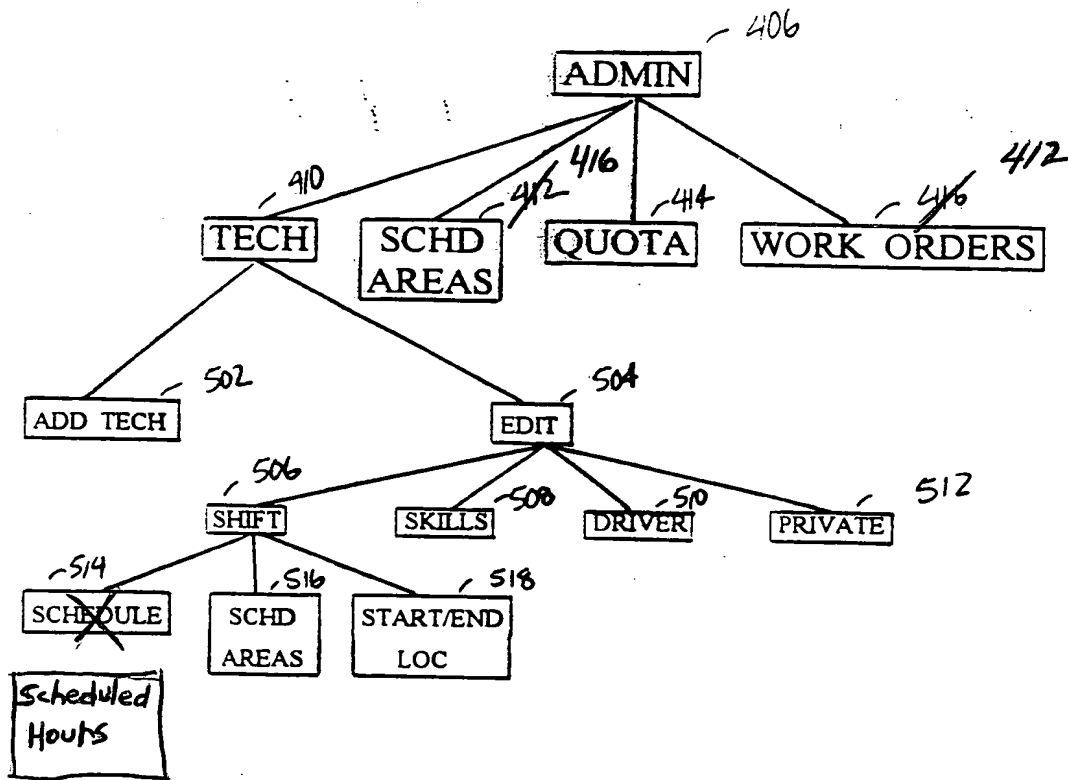 406
ADMIN
410
416
412
414
416
412
TECH
SCHD
AREAS
QUOTA
WORK ORDERS
502
504
ADD TECH
EDIT
506
508
510
512
SHIFT
SKILLS
DRIVER
PRIVATE
514
516
518
SCHEDULE
SCHD
AREAS
START/END
LOC
Scheduled
Hours